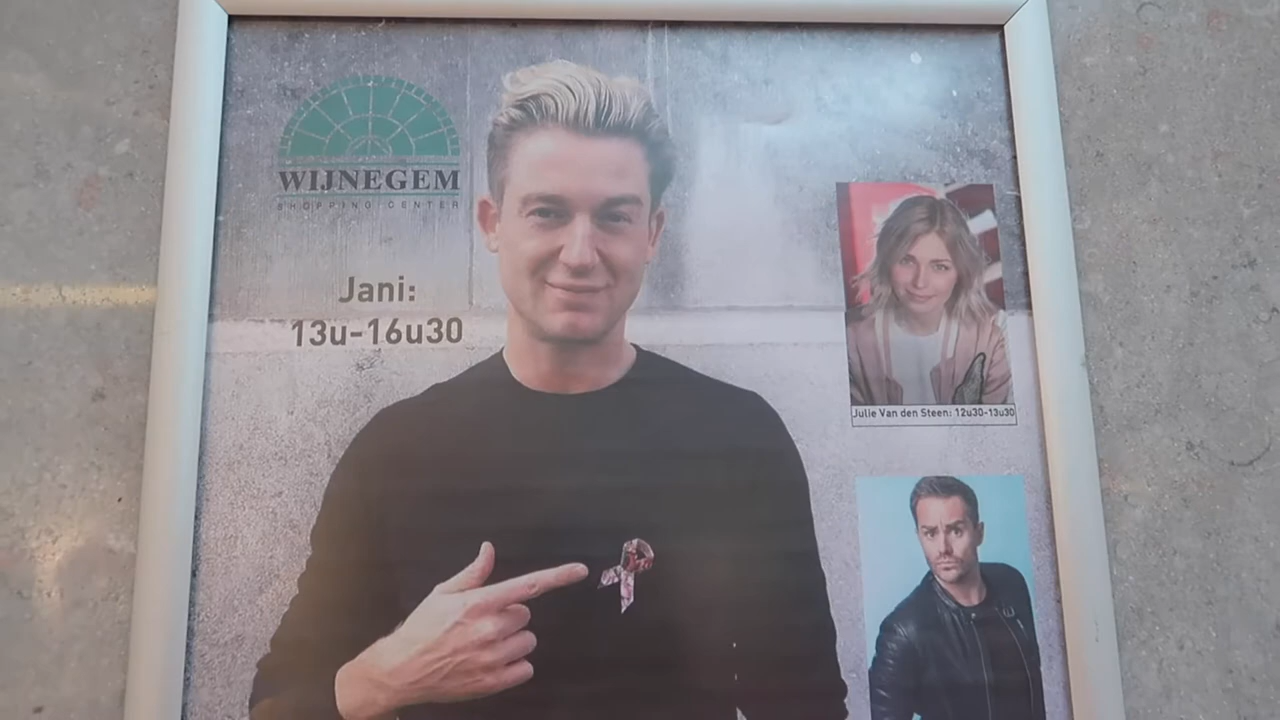 WIJNEGEM
SHOPPING CENTER
Jani:
13u-16u30
Julie Van den Steen: 12u30-13u30